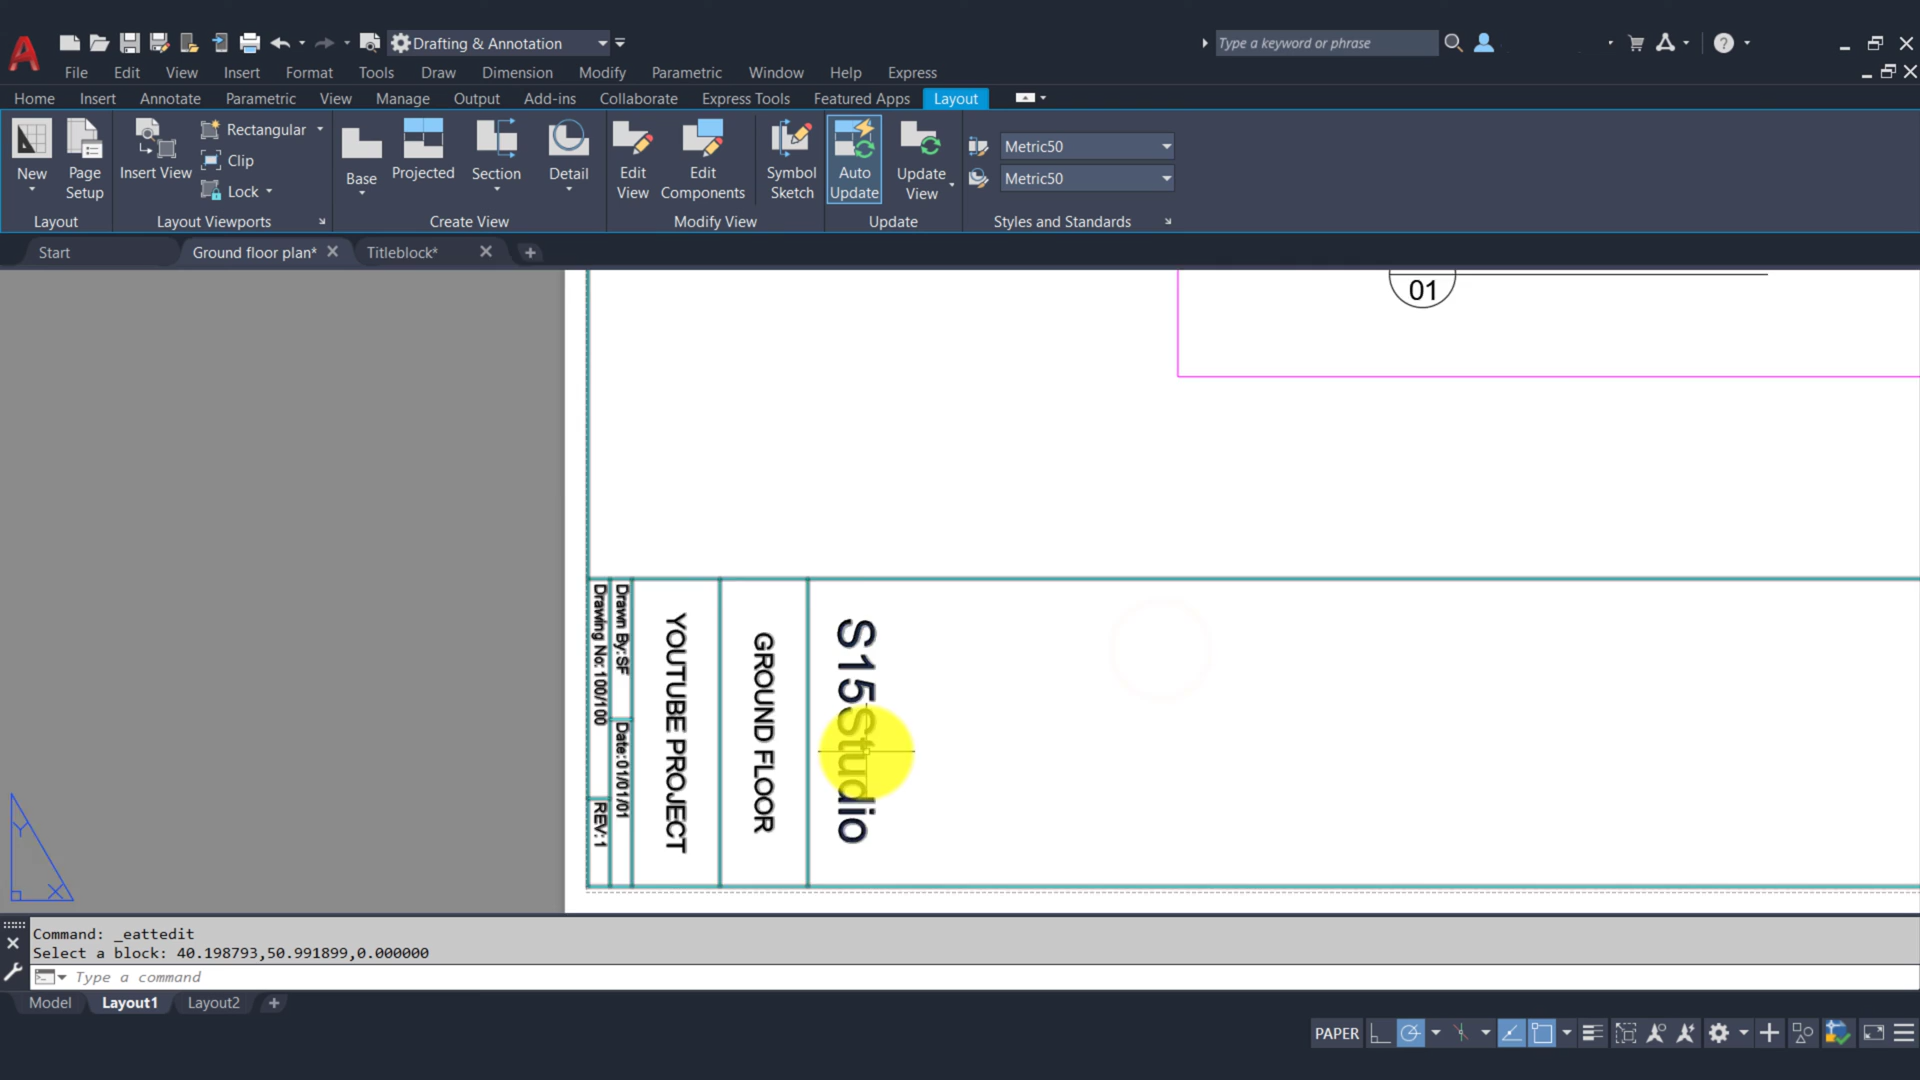 Drafting & Annotation
Type a keyword or phrase
File Edit View Insert Format Tools Draw Dimension Modify Parametric Window Help Express
Home Insert Annotate Parametric View Manage Output Add-ins Collaborate Express Tools Featured Apps Layout
New
Page Setup
Insert View
Rectangular
Clip
Lock
Base
Projected
Section
Detail
Edit View
Edit Components
Symbol Sketch
Auto Update
Update View
Metric50
Metric50
Layout
Layout Viewports
Create View
Modify View
Update
Styles and Standards
Start
Ground floor plan*
Titleblock*
01
S15Studio
GROUND FLOOR
YOUTUBE PROJECT
Drawn By:SF
Date:01/01/01
Drawing No:100/100
REV:1
Y
X
Command: _eattedit
Select a block: 40.198793,50.991899,0.000000
Type a command
Model Layout1 Layout2
PAPER